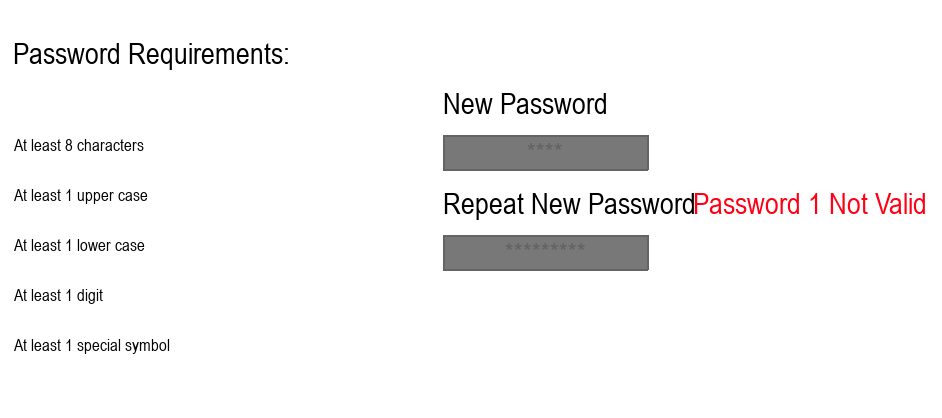 Password Requirements:
New Password
At least 8 characters
****
At least 1 upper case
Repeat New Password Password 1 Not Valid
At least 1 lower case
*********
At least 1 digit
At least 1 special symbol